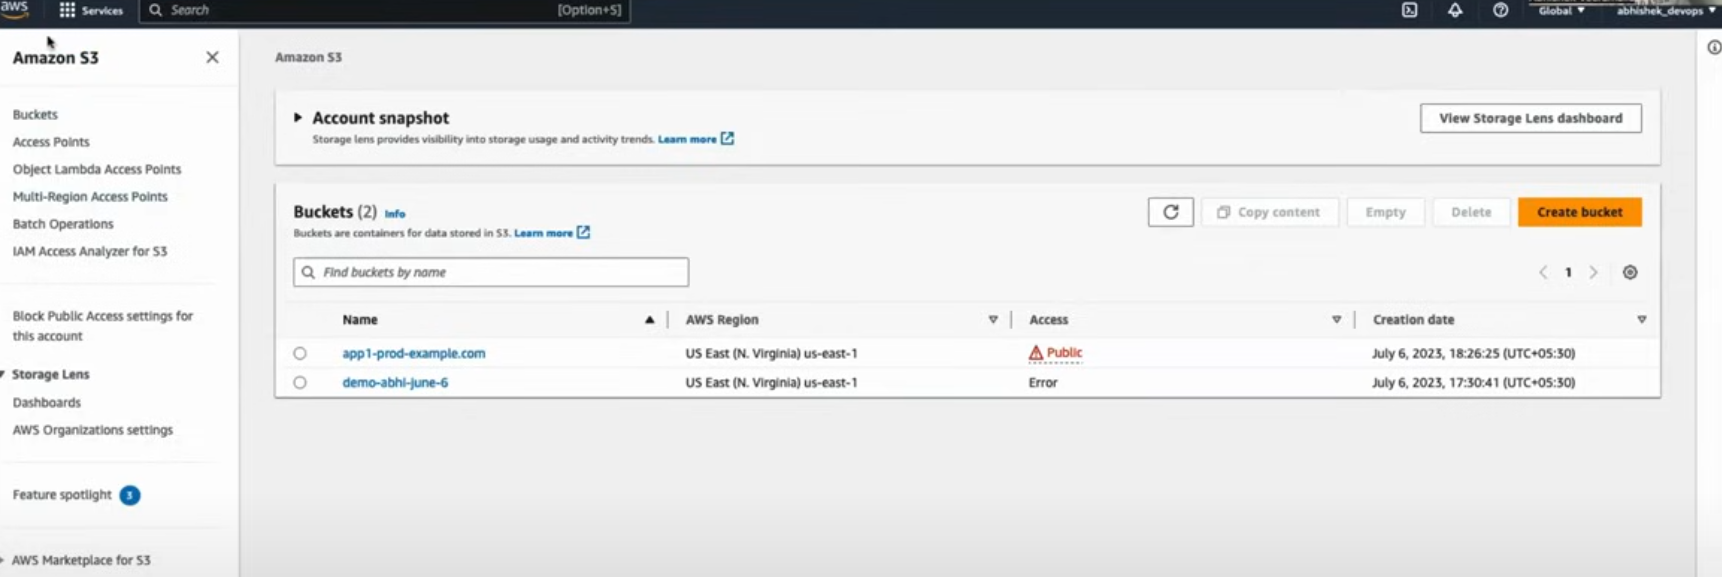 aws
Services
Search
[Option+S]
Global
abhishek_devops
Amazon S3
Buckets
Access Points
Object Lambda Access Points
Multi-Region Access Points
Batch Operations
IAM Access Analyzer for S3
Block Public Access settings for
this account
Storage Lens
Dashboards
AWS Organizations settings
Feature spotlight 3
AWS Marketplace for S3
Amazon S3
Account snapshot
View Storage Lens dashboard
Storage lens provides visibility into storage usage and activity trends. Learn more
Buckets (2) Info
Copy content
Empty
Delete
Create bucket
Buckets are containers for data stored in S3. Learn more
Find buckets by name
1
Name AWS Region Access Creation date
app1-prod-example.com US East (N. Virginia) us-east-1 Public July 6, 2023, 18:26:25 (UTC+05:30)
demo-abhi-june-6 US East (N. Virginia) us-east-1 Error July 6, 2023, 17:30:41 (UTC+05:30)